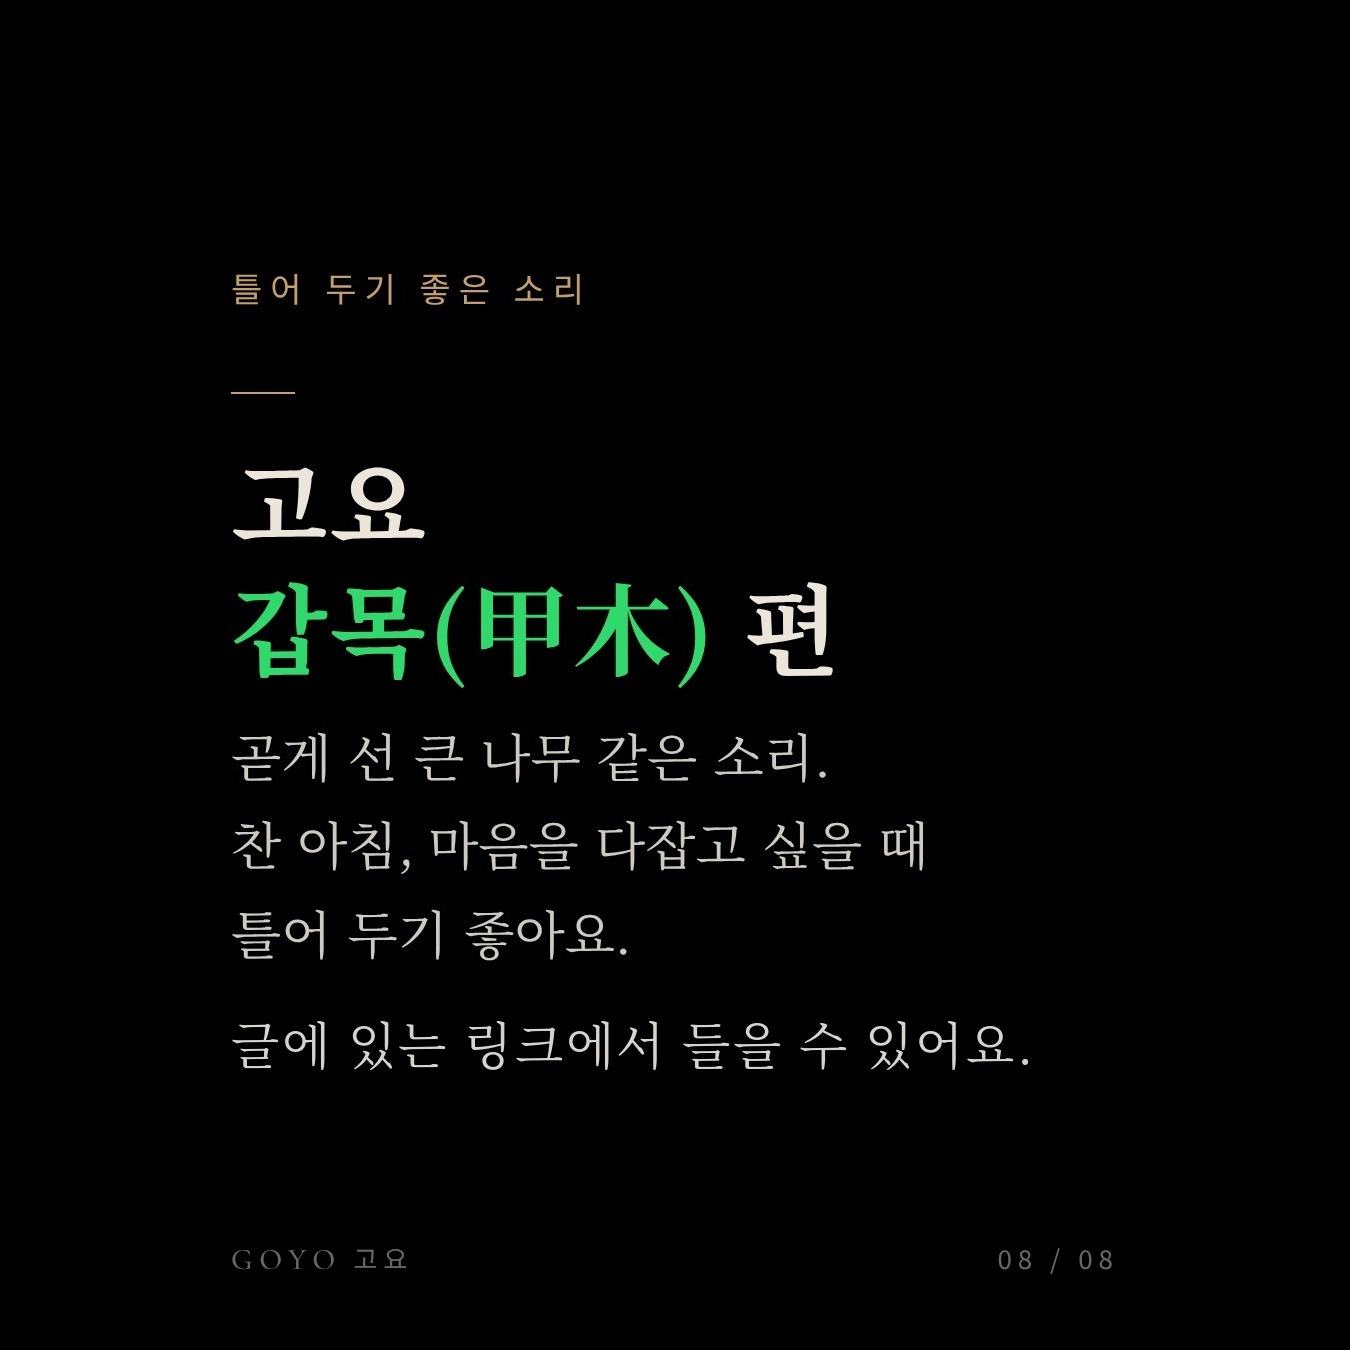 틀어 두기 좋은 소리
고요
갑목(甲木) 편
곧게 선 큰 나무 같은 소리.
찬 아침, 마음을 다잡고 싶을 때
틀어 두기 좋아요.
글에 있는 링크에서 들을 수 있어요.
GOYO 고요
08 / 08